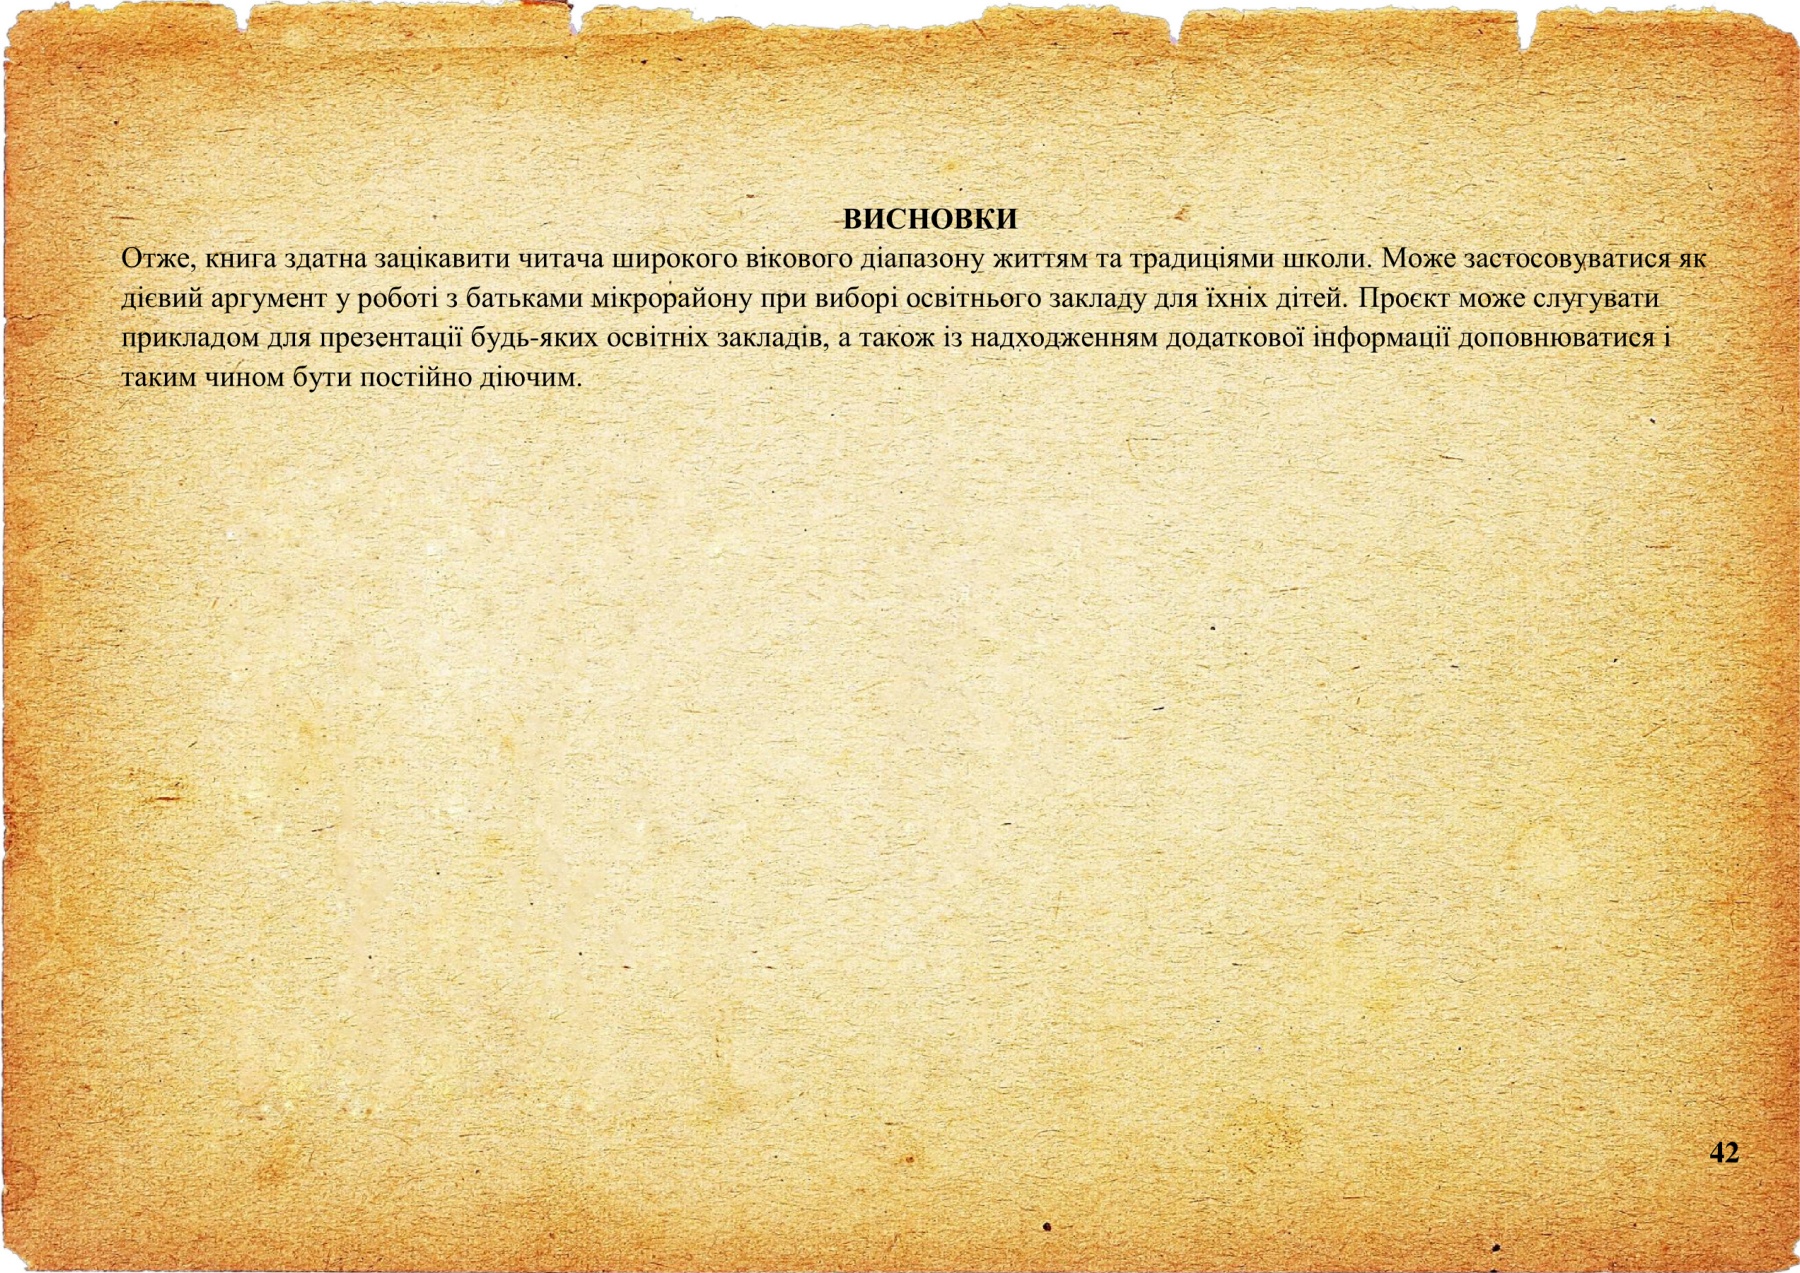 ВИСНОВКИ
Отже, книга здатна зацікавити читача широкого вікового діапазону життям та традиціями школи. Може застосовуватися як
дієвий аргумент у роботі з батьками мікрорайону при виборі освітнього закладу для їхніх дітей. Проєкт може слугувати
прикладом для презентації будь-яких освітніх закладів, а також із надходженням додаткової інформації доповнюватися і
таким чином бути постійно діючим.
42